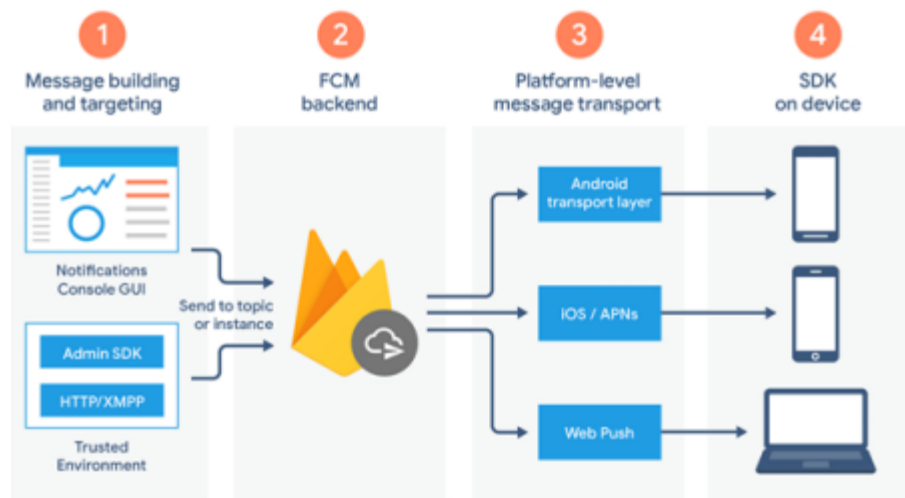 1
Message building
and targeting
2
FCM
backend
3
Platform-level
message transport
4
SDK
on device
Notifications
Console GUI
Send to topic
or instance
Admin SDK
HTTP/XMPP
Trusted
Environment
Android
transport layer
iOS / APNs
Web Push